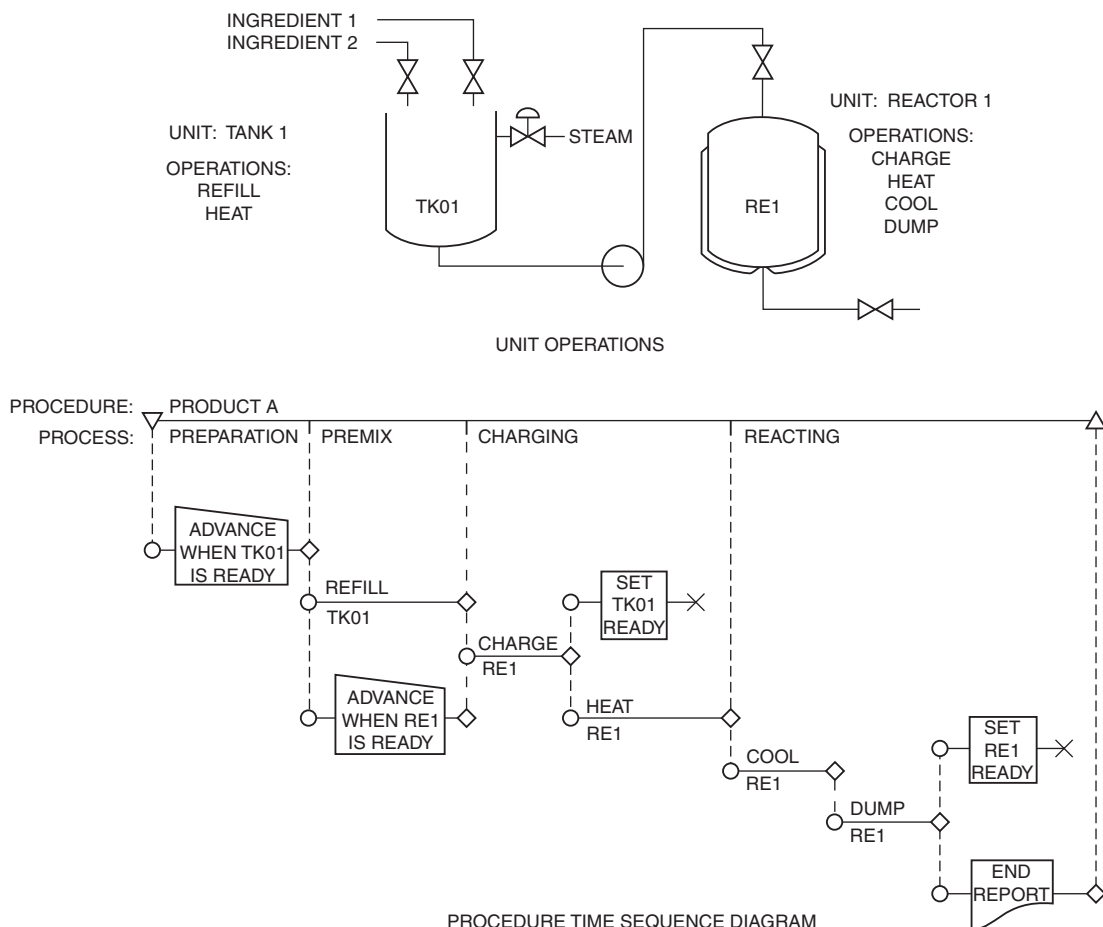 INGREDIENT 1
INGREDIENT 2
UNIT: TANK 1
OPERATIONS:
REFILL
HEAT
STEAM
TK01
UNIT: REACTOR 1
OPERATIONS:
CHARGE
HEAT
COOL
DUMP
RE1
UNIT OPERATIONS
PROCEDURE: PRODUCT A
PROCESS: PREPARATION PREMIX CHARGING REACTING
ADVANCE
WHEN TK01
IS READY
REFILL
TK01
ADVANCE
WHEN RE1
IS READY
CHARGE
RE1
SET
TK01
READY
HEAT
RE1
COOL
RE1
DUMP
RE1
SET
RE1
READY
END
REPORT
PROCEDURE TIME SEQUENCE DIAGRAM